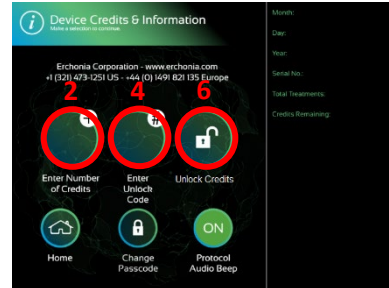 Device Credits & Information
Make a selection to continue.
Erchonia Corporation - www.erchonia.com
+1 (321) 473-1251 US - +44 (0) 1491 821 135 Europe
2 4 6
+ #
Enter Number of Credits
Enter Unlock Code
Unlock Credits
ON
Home
Change Passcode
Protocol Audio Beep
Month:
Day:
Year:
Serial No.:
Total Treatments:
Credits Remaining: